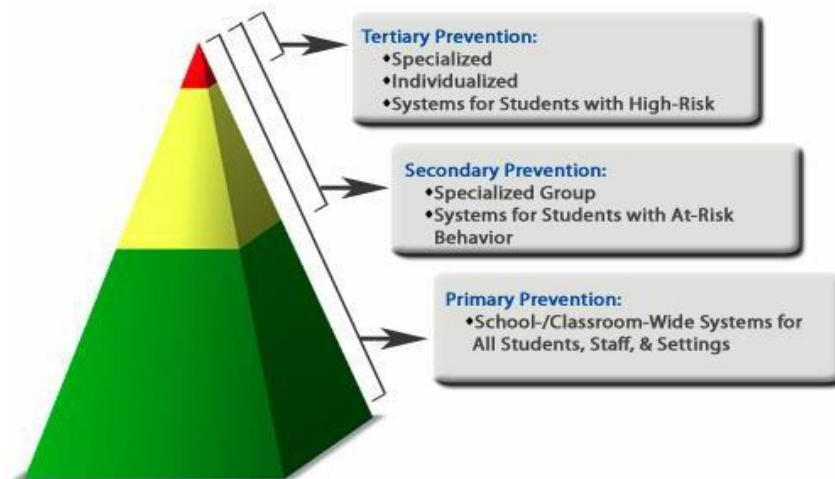 Tertiary Prevention:
◆Specialized
◆Individualized
◆Systems for Students with High-Risk
Secondary Prevention:
◆Specialized Group
◆Systems for Students with At-Risk
Behavior
Primary Prevention:
◆School-/Classroom-Wide Systems for
All Students, Staff, & Settings